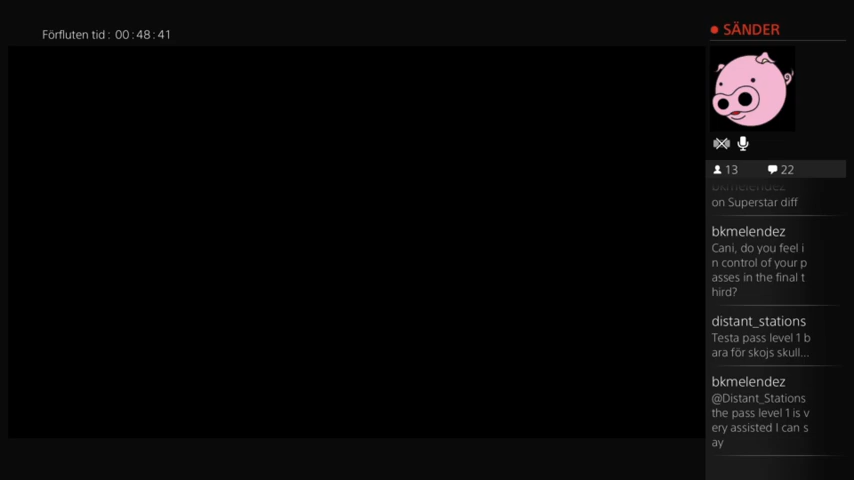 Förfluten tid : 00 : 48 : 41
SÄNDER
13 22
bkmelendez
on Superstar diff
bkmelendez
Cani, do you feel i
n control of your p
asses in the final t
hird?
distant_stations
Testa pass level 1 b
ara för skojs skull...
bkmelendez
@Distant_Stations
the pass level 1 is v
ery assisted I can s
ay